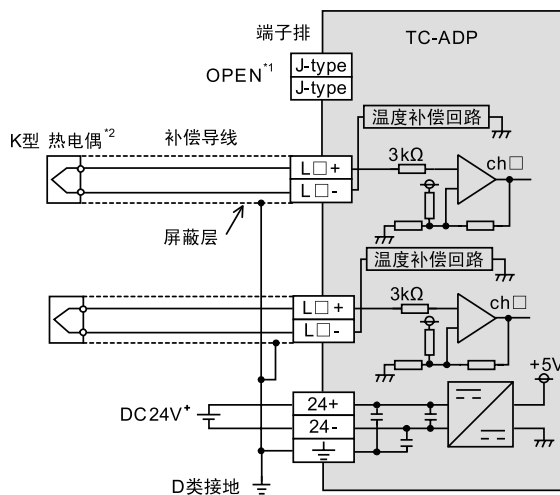 端子排
TC-ADP
OPEN*1
J-type
J-type
温度补偿回路
K型 热电偶*2
补偿导线
3kΩ
ch□
L□+
L□-
屏蔽层
温度补偿回路
3kΩ
ch□
L□+
L□-
+5V
DC24V+
24+
24-
D类接地